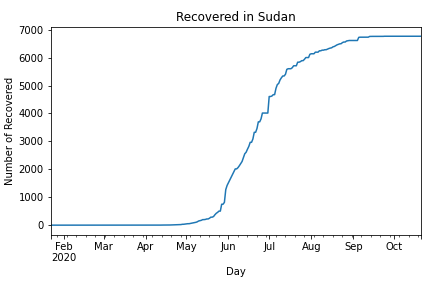 Recovered in Sudan
Number of Recovered
7000
6000
5000
4000
3000
2000
1000
0
Feb Mar Apr May Jun Jul Aug Sep Oct
2020
Day